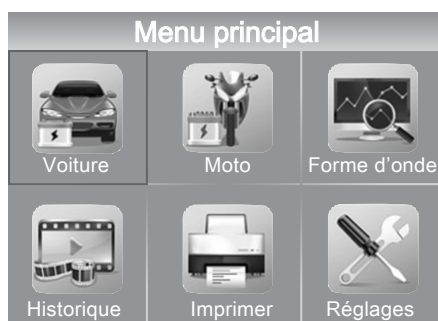 Menu principal
Voiture
Moto
Forme d'onde
Historique
Imprimer
Réglages